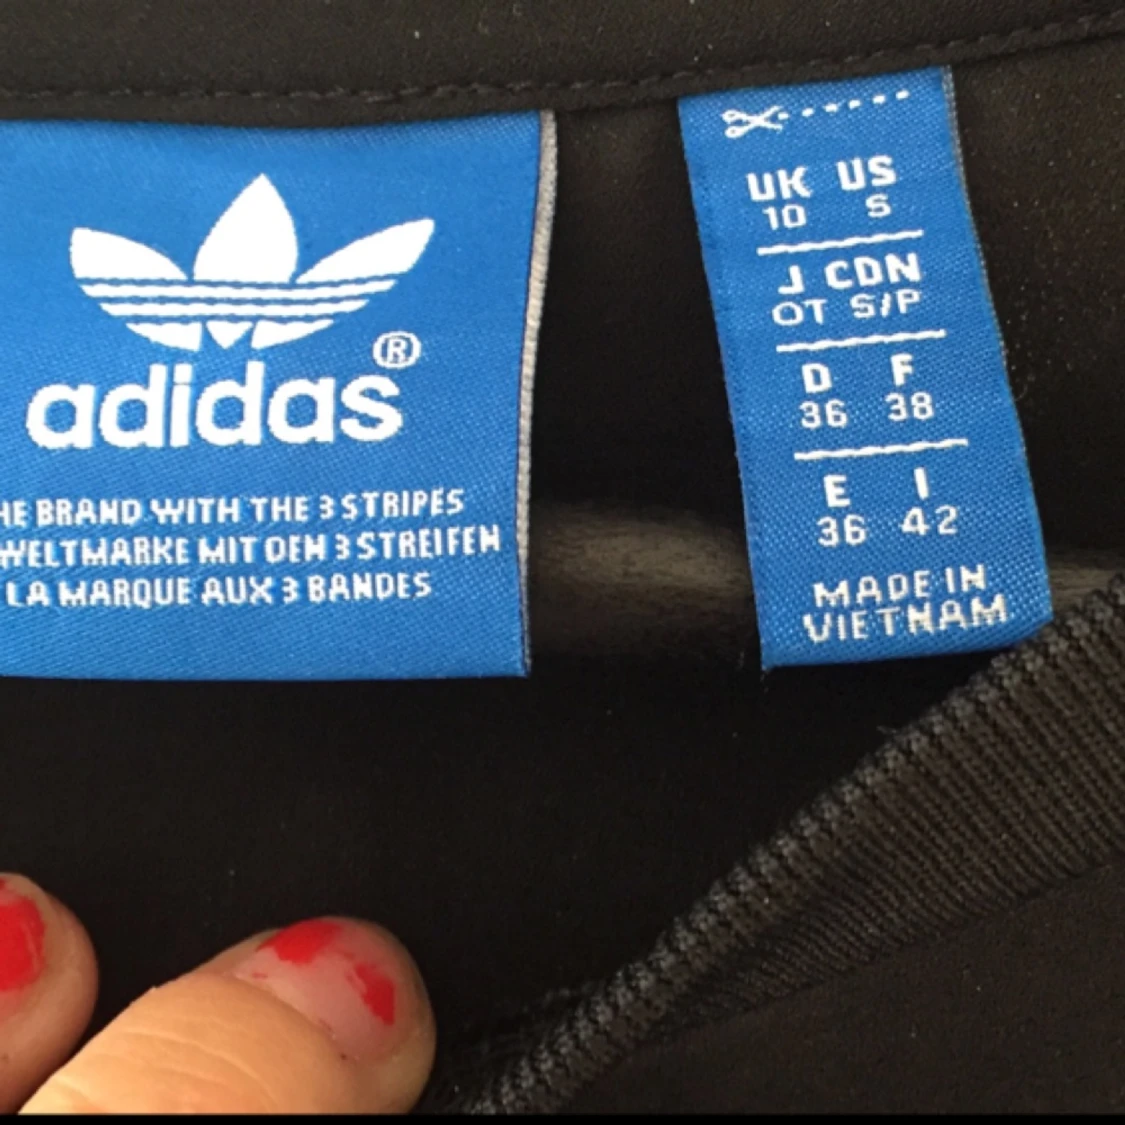 adidas®
HE BRAND WITH THE 3 STRIPES
WELTMARKE MIT DEN 3 STREIFEN
LA MARQUE AUX 3 BANDES
UK US
10 S
J CDN
OT S/P
D F
36 38
E I
36 42
MADE IN
VIETNAM